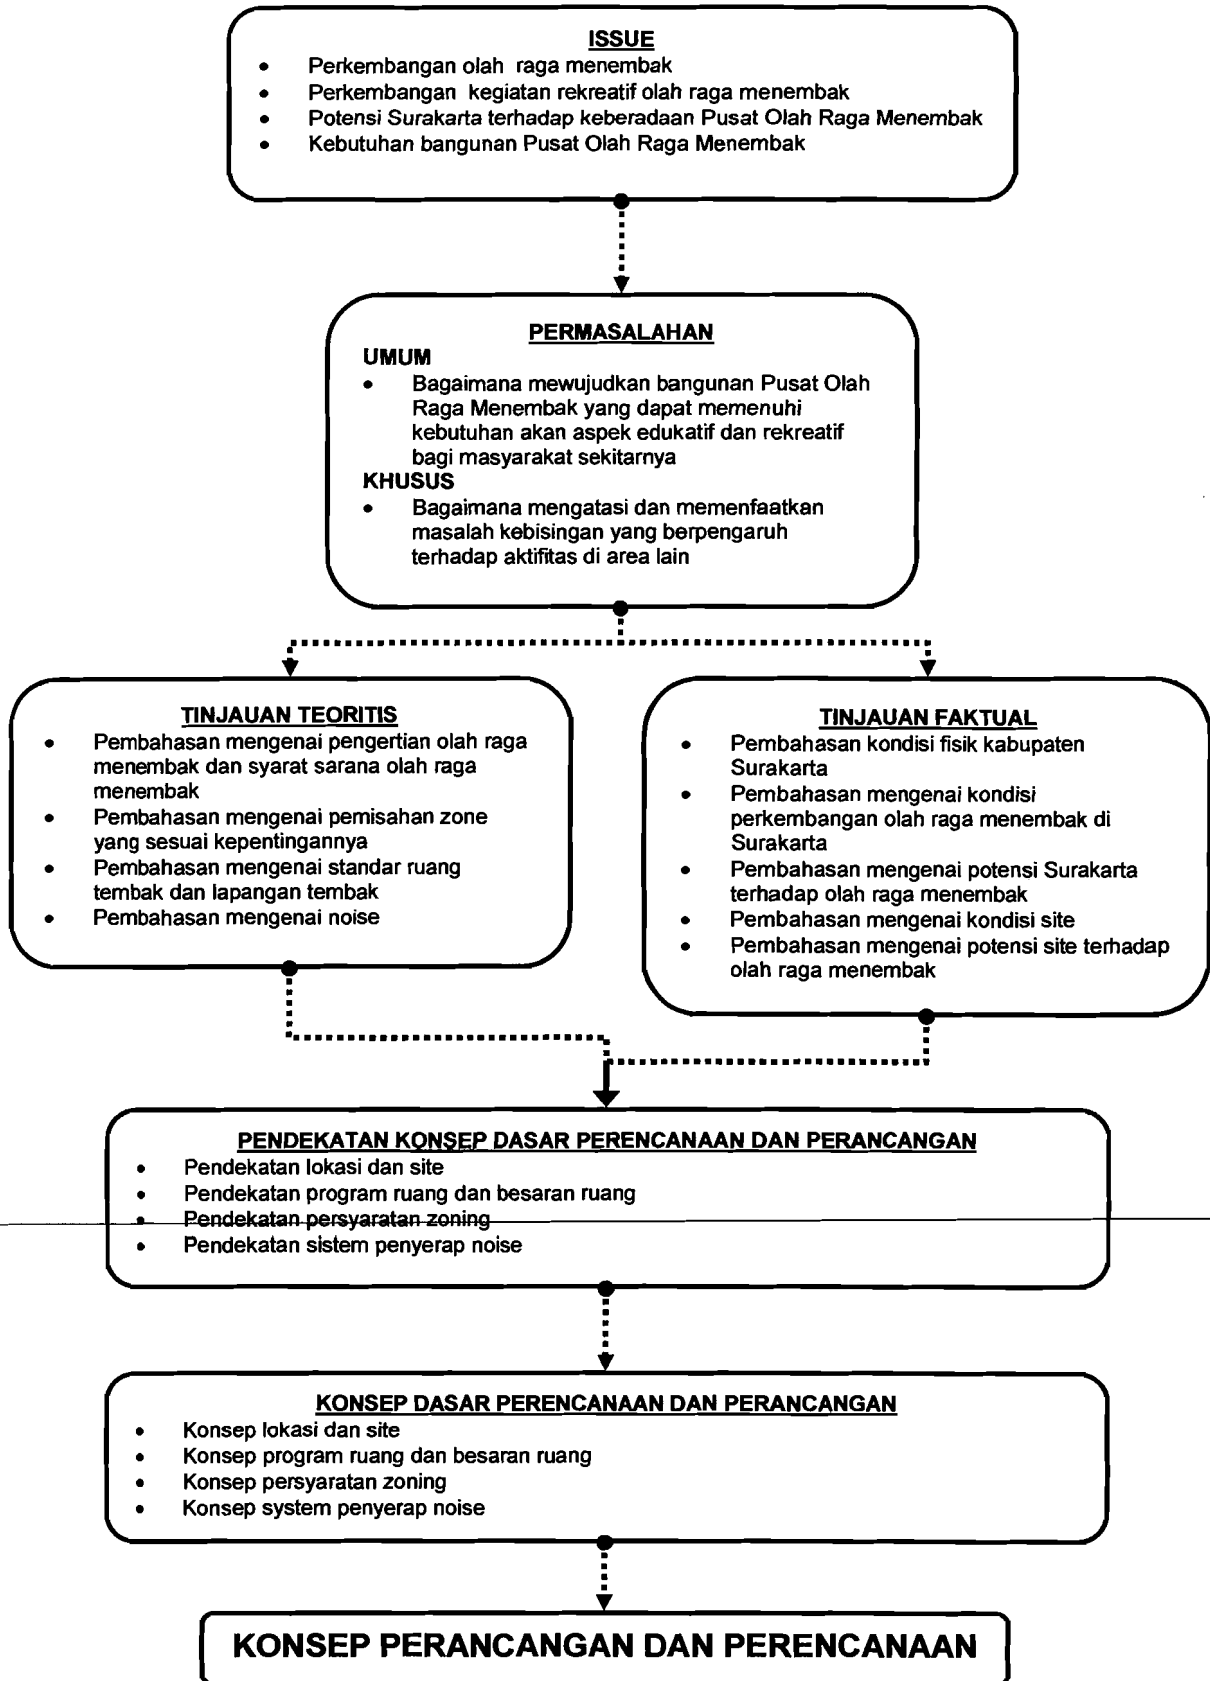 ISSUE
• Perkembangan olah raga menembak
• Perkembangan kegiatan rekreatif olah raga menembak
• Potensi Surakarta terhadap keberadaan Pusat Olah Raga Menembak
• Kebutuhan bangunan Pusat Olah Raga Menembak
PERMASALAHAN
UMUM
• Bagaimana mewujudkan bangunan Pusat Olah
Raga Menembak yang dapat memenuhi
kebutuhan akan aspek edukatif dan rekreatif
bagi masyarakat sekitarnya
KHUSUS
• Bagaimana mengatasi dan memenfaatkan
masalah kebisingan yang berpengaruh
terhadap aktifitas di area lain
TINJAUAN TEORITIS
• Pembahasan mengenai pengertian olah raga
menembak dan syarat sarana olah raga
menembak
• Pembahasan mengenai pemisahan zone
yang sesuai kepentingannya
• Pembahasan mengenai standar ruang
tembak dan lapangan tembak
• Pembahasan mengenai noise
TINJAUAN FAKTUAL
• Pembahasan kondisi fisik kabupaten
Surakarta
• Pembahasan mengenai kondisi
perkembangan olah raga menembak di
Surakarta
• Pembahasan mengenai potensi Surakarta
terhadap olah raga menembak
• Pembahasan mengenai kondisi site
• Pembahasan mengenai potensi site terhadap
olah raga menembak
PENDEKATAN KONSEP DASAR PERENCANAAN DAN PERANCANGAN
• Pendekatan lokasi dan site
• Pendekatan program ruang dan besaran ruang
• Pendekatan persyaratan zoning
• Pendekatan sistem penyerap noise
KONSEP DASAR PERENCANAAN DAN PERANCANGAN
• Konsep lokasi dan site
• Konsep program ruang dan besaran ruang
• Konsep persyaratan zoning
• Konsep system penyerap noise
KONSEP PERANCANGAN DAN PERENCANAAN